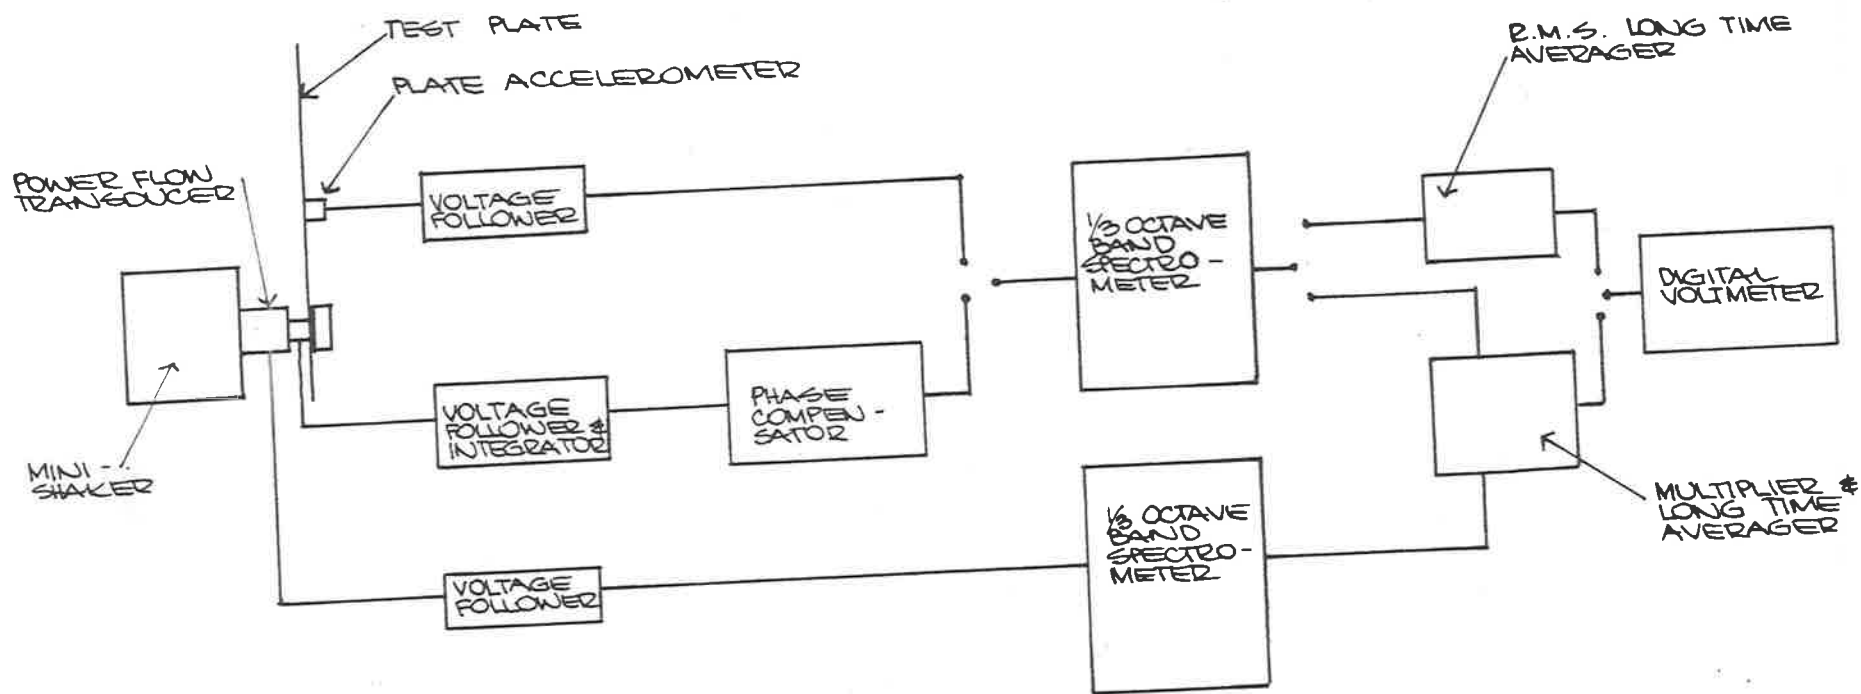 TEST PLATE
PLATE ACCELEROMETER
R.M.S. LONG TIME
AVERAGER
POWER FLOW
TRANSDUCER
VOLTAGE
FOLLOWER
1/3 OCTAVE
BAND
SPECTRO-
METER
DIGITAL
VOLTMETER
MINI-
SHAKER
VOLTAGE
FOLLOWER &
INTEGRATOR
PHASE
COMPEN-
SATOR
MULTIPLIER &
LONG TIME
AVERAGER
1/3 OCTAVE
BAND
SPECTRO-
METER
VOLTAGE
FOLLOWER